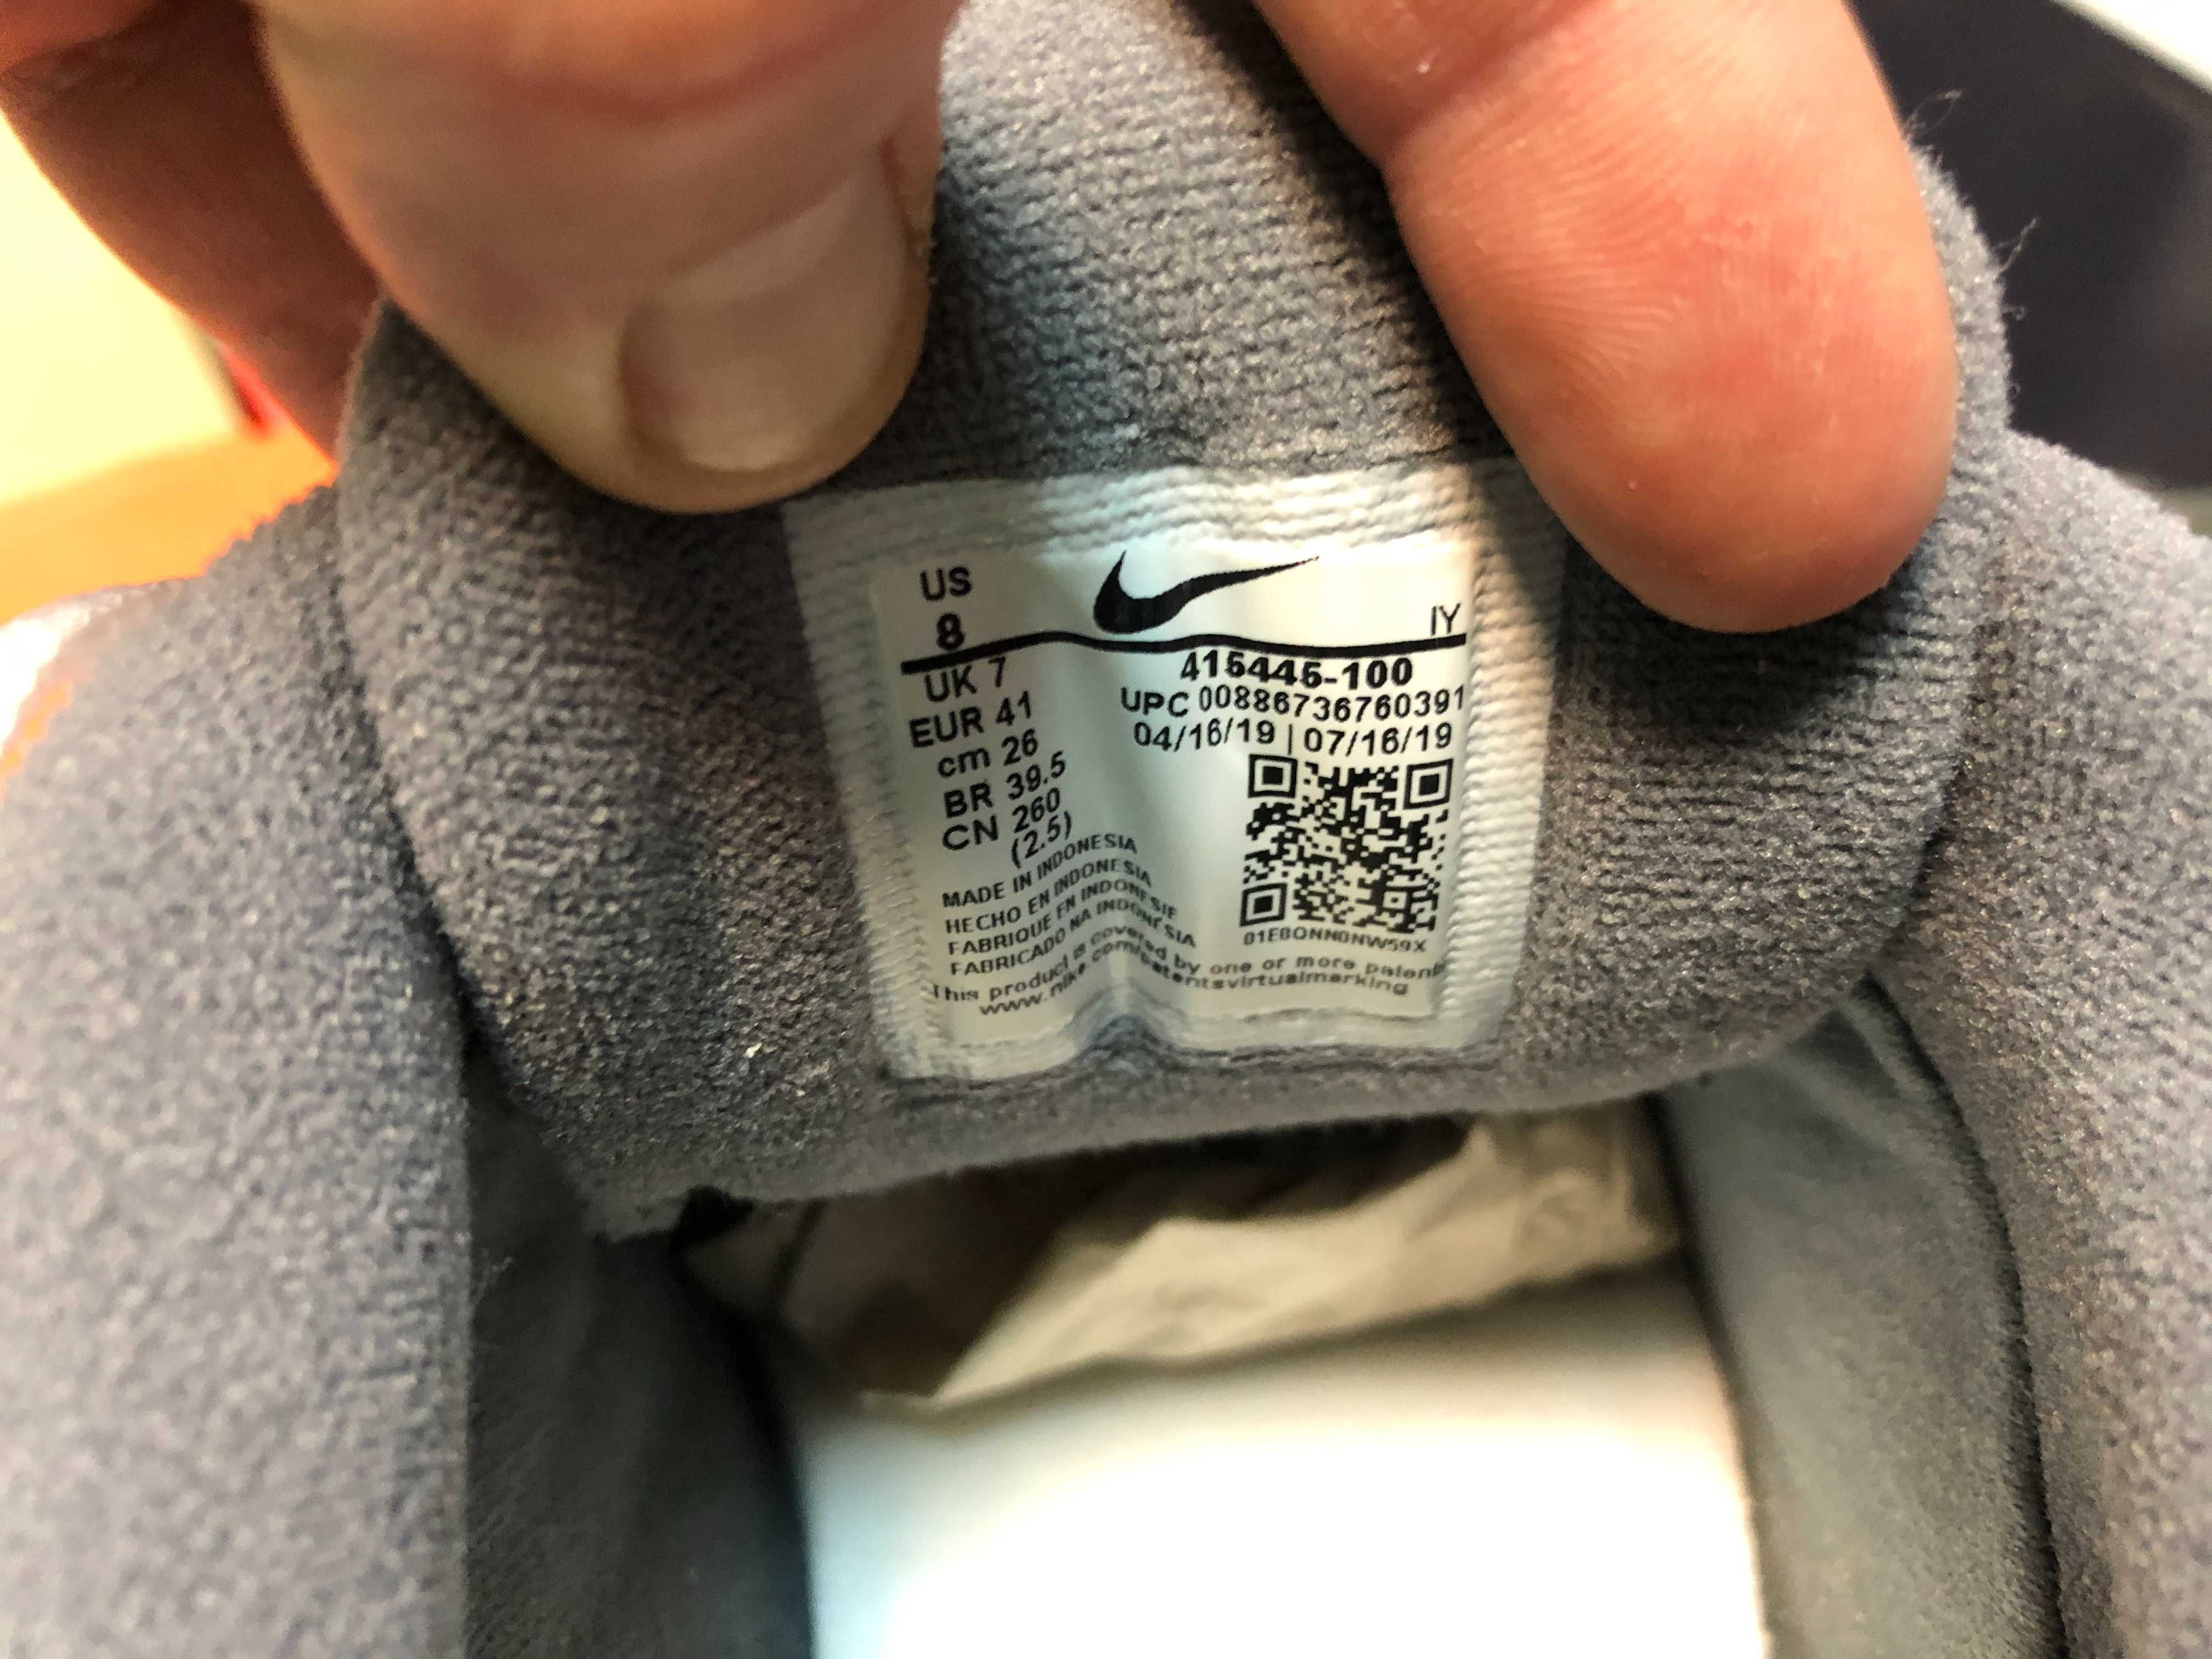 US
8
IY
UK 7
EUR 41
cm 26
BR 39.5
CN 260
(2.5)
415445-100
UPC 00886736760391
04/16/19 | 07/16/19
MADE IN INDONESIA
HECHO EN INDONESIA
FABRIQUE EN INDONESIE
FABRICADO NA INDONÉSIA
01E8QNN0NW59X
This product is covered by one or more patents
www.nike.com/patentsvirtualmarking